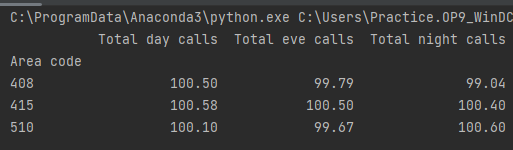 C:\ProgramData\Anaconda3\python.exe C:\Users\Practice.OP9_WinDC
Total day calls Total eve calls Total night calls
Area code
408 100.50 99.79 99.04
415 100.58 100.50 100.40
510 100.10 99.67 100.60